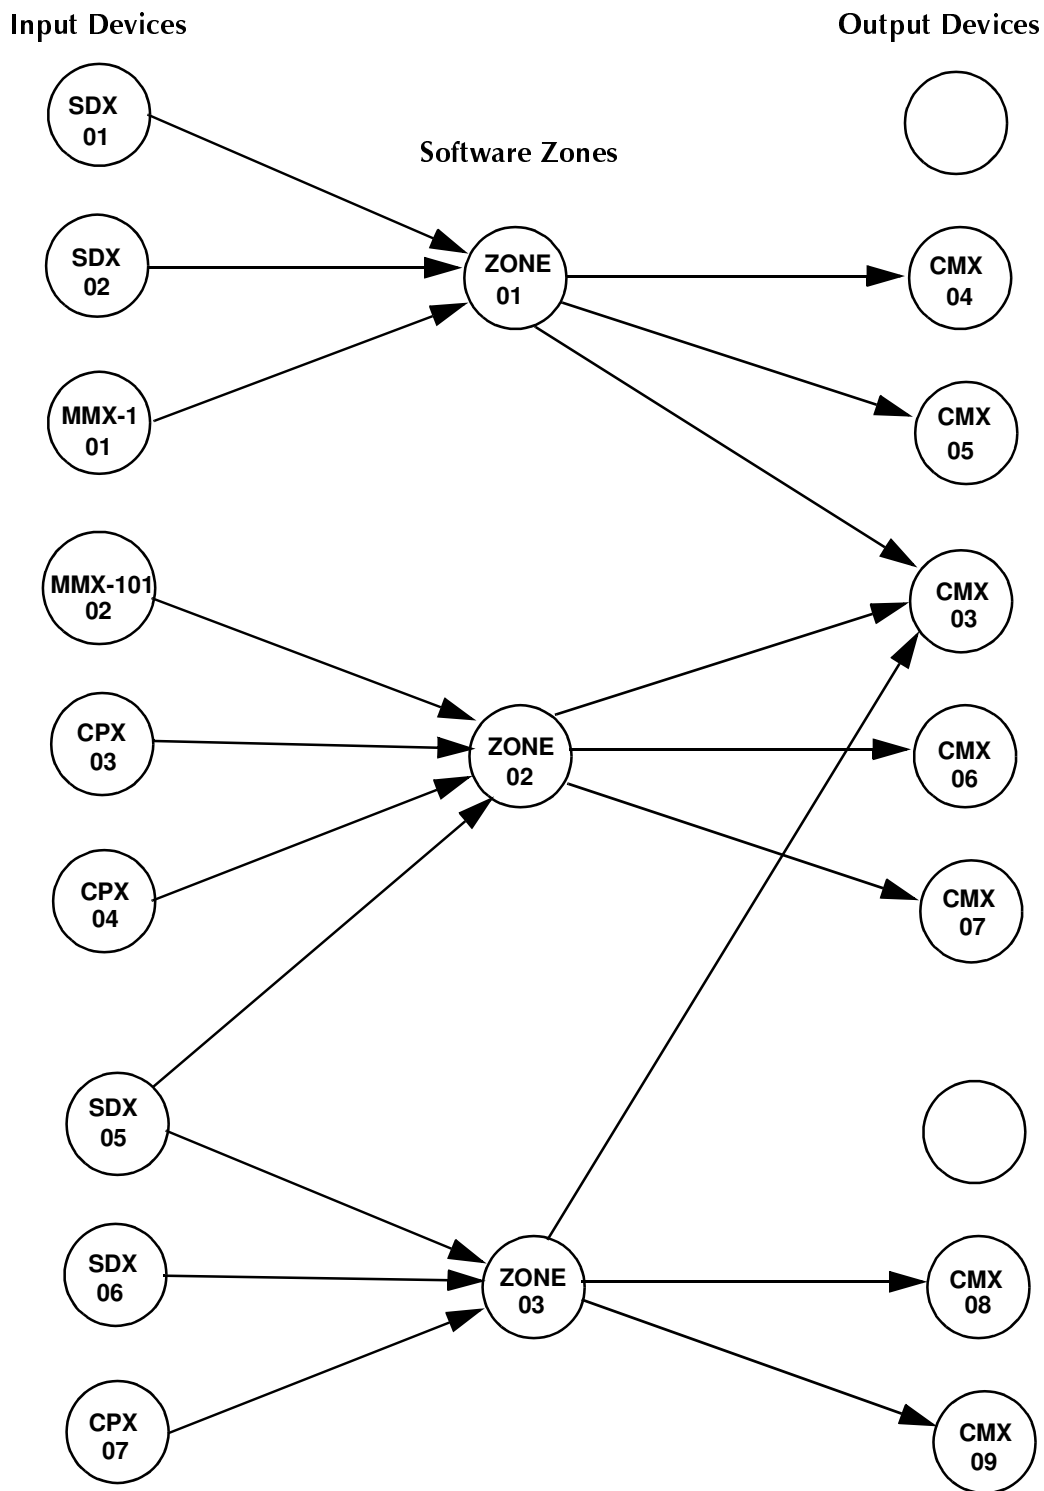 Input Devices
Output Devices
Software Zones
SDX
01
SDX
02
MMX-1
01
MMX-101
02
CPX
03
CPX
04
SDX
05
SDX
06
CPX
07
ZONE
01
ZONE
02
ZONE
03
CMX
04
CMX
05
CMX
03
CMX
06
CMX
07
CMX
08
CMX
09